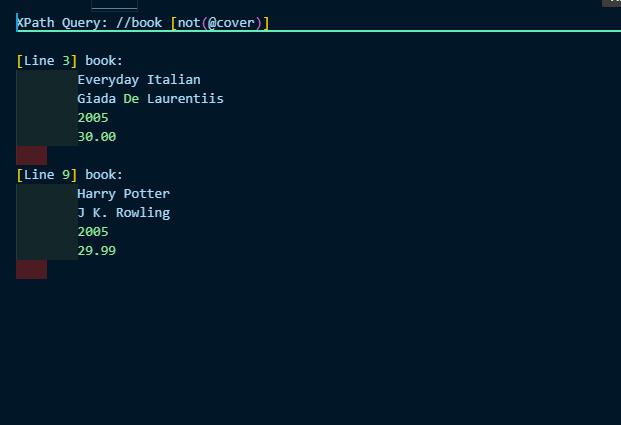 XPath Query: //book [not(@cover)]
[Line 3] book:
Everyday Italian
Giada De Laurentiis
2005
30.00
[Line 9] book:
Harry Potter
J K. Rowling
2005
29.99